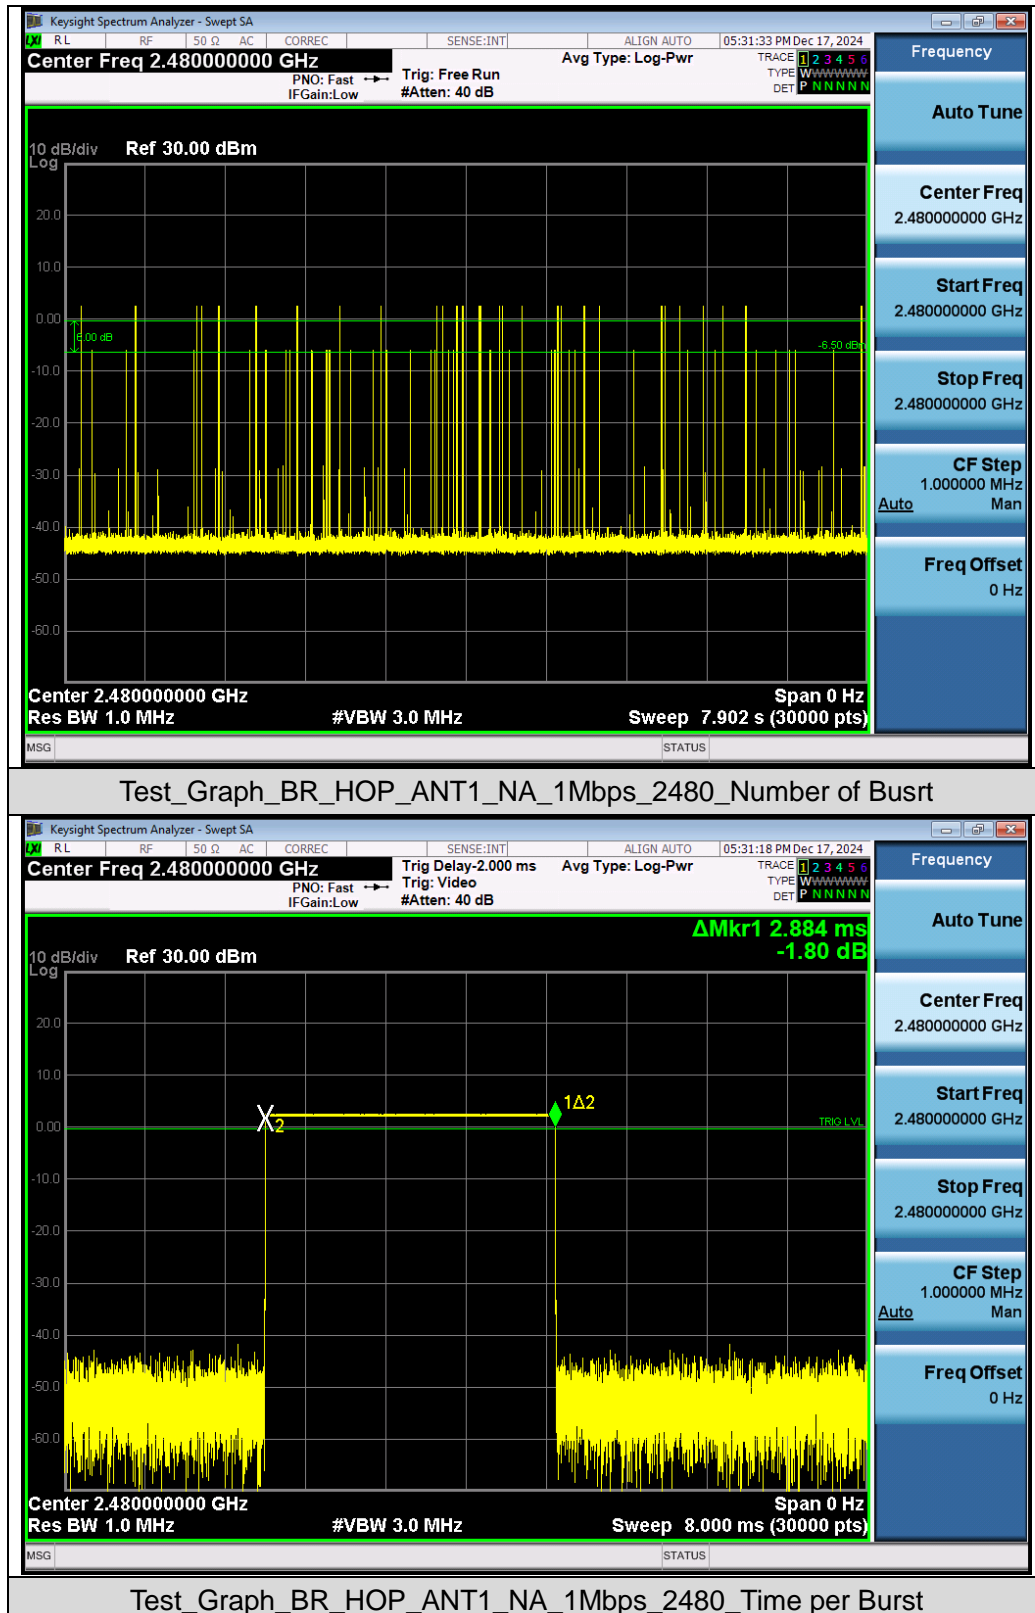 Keysight Spectrum Analyzer - Swept SA
LXI RL RF 50 Ω AC CORREC SENSE:INT ALIGN AUTO 05:31:33 PM Dec 17, 2024
Center Freq 2.480000000 GHz
PNO: Fast
IFGain:Low
Trig: Free Run
#Atten: 40 dB
Avg Type: Log-Pwr
TRACE 1 2 3 4 5 6
TYPE WWWWWW
DET P N N N N N
Frequency
Auto Tune
Center Freq
2.480000000 GHz
Start Freq
2.480000000 GHz
Stop Freq
2.480000000 GHz
CF Step
1.000000 MHz
Auto Man
Freq Offset
0 Hz
10 dB/div Ref 30.00 dBm
Log
20.0
10.0
0.00
6.00 dB
-6.50 dBm
-10.0
-20.0
-30.0
-40.0
-50.0
-60.0
Center 2.480000000 GHz Span 0 Hz
Res BW 1.0 MHz #VBW 3.0 MHz Sweep 7.902 s (30000 pts)
MSG STATUS
Test_Graph_BR_HOP_ANT1_NA_1Mbps_2480_Number of Busrt
Keysight Spectrum Analyzer - Swept SA
LXI RL RF 50 Ω AC CORREC SENSE:INT ALIGN AUTO 05:31:18 PM Dec 17, 2024
Center Freq 2.480000000 GHz
PNO: Fast
IFGain:Low
Trig Delay-2.000 ms
Trig: Video
#Atten: 40 dB
Avg Type: Log-Pwr
TRACE 1 2 3 4 5 6
TYPE WWWWWW
DET P N N N N N
Frequency
Auto Tune
Center Freq
2.480000000 GHz
Start Freq
2.480000000 GHz
Stop Freq
2.480000000 GHz
CF Step
1.000000 MHz
Auto Man
Freq Offset
0 Hz
ΔMkr1 2.884 ms
-1.80 dB
10 dB/div Ref 30.00 dBm
Log
20.0
10.0
1Δ2
2
0.00
TRIG LVL
-10.0
-20.0
-30.0
-40.0
-50.0
-60.0
Center 2.480000000 GHz Span 0 Hz
Res BW 1.0 MHz #VBW 3.0 MHz Sweep 8.000 ms (30000 pts)
MSG STATUS
Test_Graph_BR_HOP_ANT1_NA_1Mbps_2480_Time per Burst